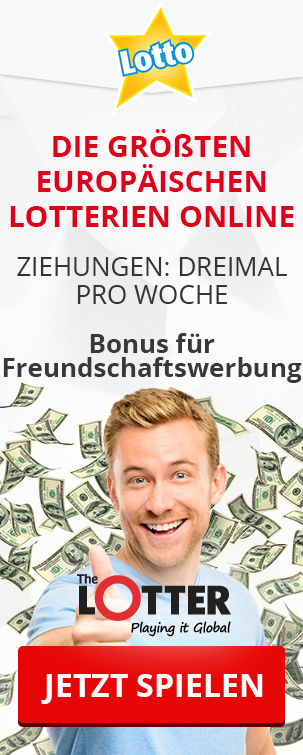 Lotto
DIE GRÖßTEN
EUROPÄISCHEN
LOTTERIEN ONLINE
ZIEHUNGEN: DREIMAL
PRO WOCHE
Bonus für
Freundschaftswerbung
The
LOTTER
Playing it Global
JETZT SPIELEN